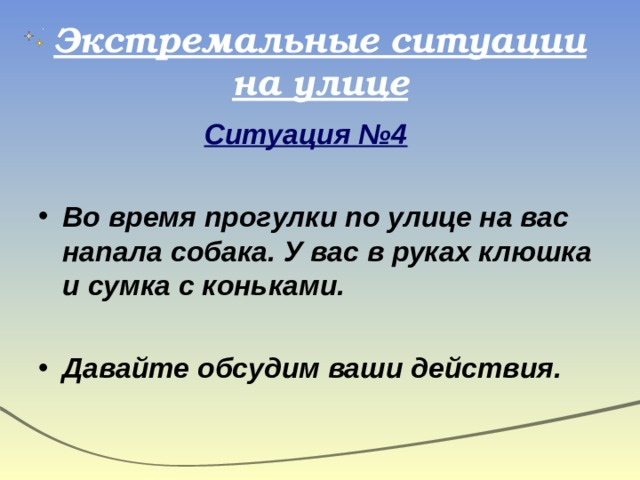 Экстремальные ситуации
на улице
Ситуация №4
• Во время прогулки по улице на вас
напала собака. У вас в руках клюшка
и сумка с коньками.
• Давайте обсудим ваши действия.